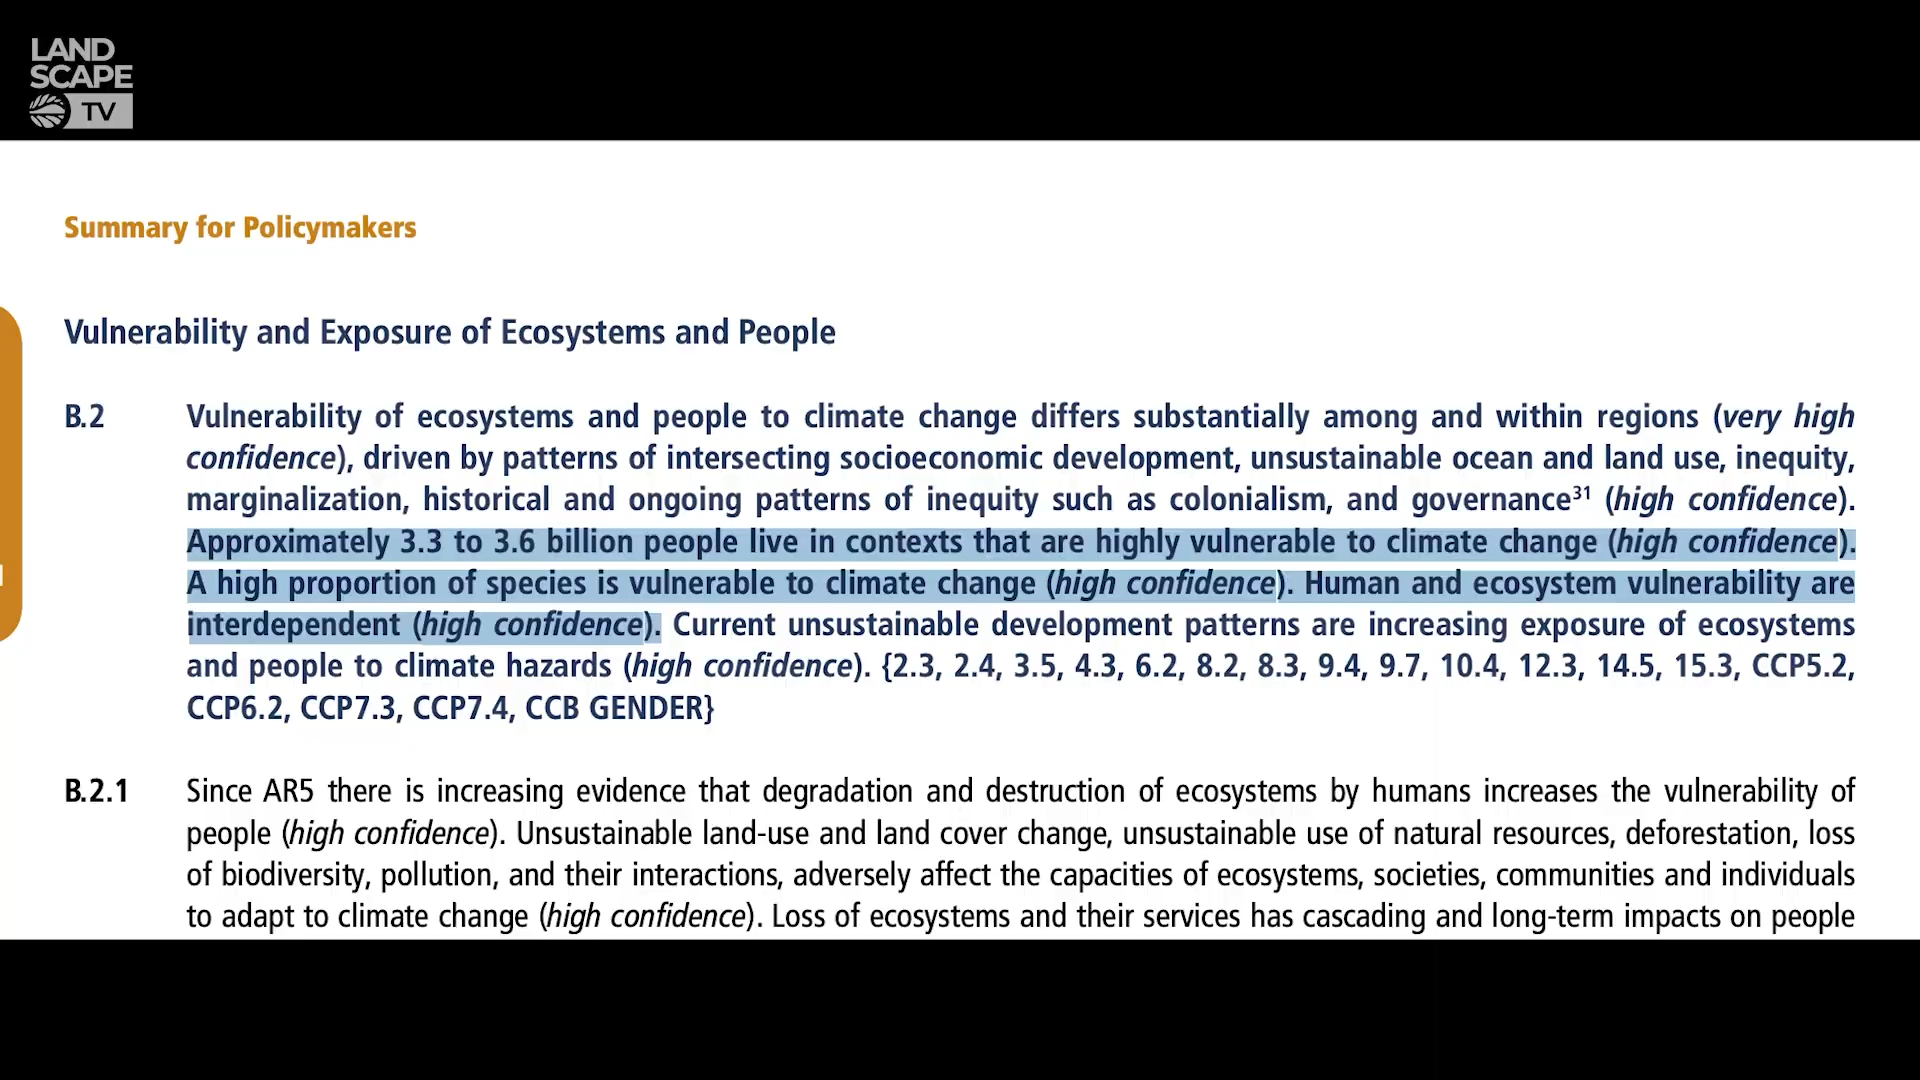 LAND
SCAPE
TV
Summary for Policymakers
Vulnerability and Exposure of Ecosystems and People
B.2 Vulnerability of ecosystems and people to climate change differs substantially among and within regions (very high
confidence), driven by patterns of intersecting socioeconomic development, unsustainable ocean and land use, inequity,
marginalization, historical and ongoing patterns of inequity such as colonialism, and governance³¹ (high confidence).
Approximately 3.3 to 3.6 billion people live in contexts that are highly vulnerable to climate change (high confidence).
A high proportion of species is vulnerable to climate change (high confidence). Human and ecosystem vulnerability are
interdependent (high confidence). Current unsustainable development patterns are increasing exposure of ecosystems
and people to climate hazards (high confidence). {2.3, 2.4, 3.5, 4.3, 6.2, 8.2, 8.3, 9.4, 9.7, 10.4, 12.3, 14.5, 15.3, CCP5.2,
CCP6.2, CCP7.3, CCP7.4, CCB GENDER}
B.2.1 Since AR5 there is increasing evidence that degradation and destruction of ecosystems by humans increases the vulnerability of
people (high confidence). Unsustainable land-use and land cover change, unsustainable use of natural resources, deforestation, loss
of biodiversity, pollution, and their interactions, adversely affect the capacities of ecosystems, societies, communities and individuals
to adapt to climate change (high confidence). Loss of ecosystems and their services has cascading and long-term impacts on people